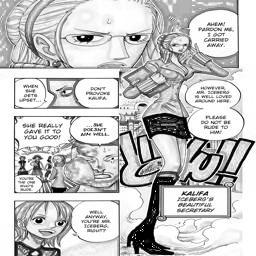 AHEM!
PARDON ME,
I GOT
CARRIED
AWAY.
HOWEVER,
MR. ICEBERG
IS WELL LOVED
AROUND HERE.
PLEASE
DO NOT BE
RUDE TO HIM!
WHEN
SHE GETS
UPSET...
DON'T
PROVOKE
KALIFA.
SHE REALLY
GAVE IT TO
YOU GOOD!
...SHE
DOESN'T
AIM WELL.
YOU'RE
THE ONE
WHO'S
RUDE.
KALIFA
ICEBERG'S
BEAUTIFUL
SECRETARY
WELL
ANYWAY,
YOU'RE MR.
ICEBERG,
RIGHT?